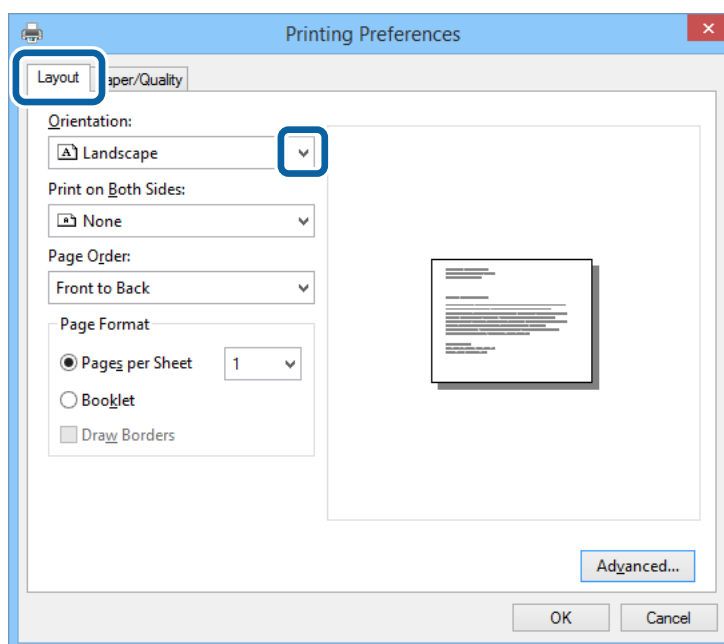 Printing Preferences
Layout
aper/Quality
Orientation:
A Landscape
Print on Both Sides:
None
Page Order:
Front to Back
Page Format
Pages per Sheet 1
Booklet
Draw Borders
Advanced...
OK Cancel